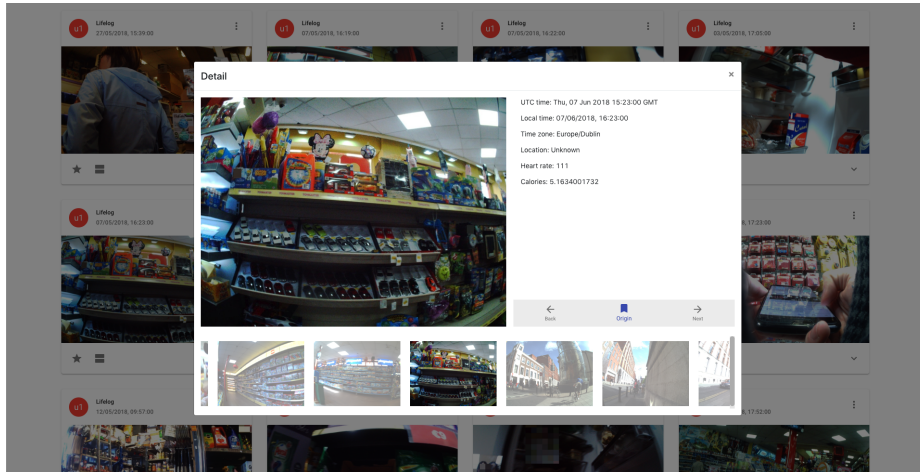 u1
Lifelog
27/05/2018, 15:39:00
Lifelog
07/05/2018, 16:19:00
Lifelog
07/05/2018, 16:22:00
u1
Lifelog
03/05/2018, 17:05:00
Detail
×
UTC time: Thu, 07 Jun 2018 15:23:00 GMT
Local time: 07/06/2018, 16:23:00
Time zone: Europe/Dublin
Location: Unknown
Heart rate: 111
Calories: 5.1634001732
Back
Origin
Next
u1
Lifelog
07/05/2018, 16:23:00
, 17:23:00
u1
Lifelog
12/05/2018, 09:57:00
, 17:52:00